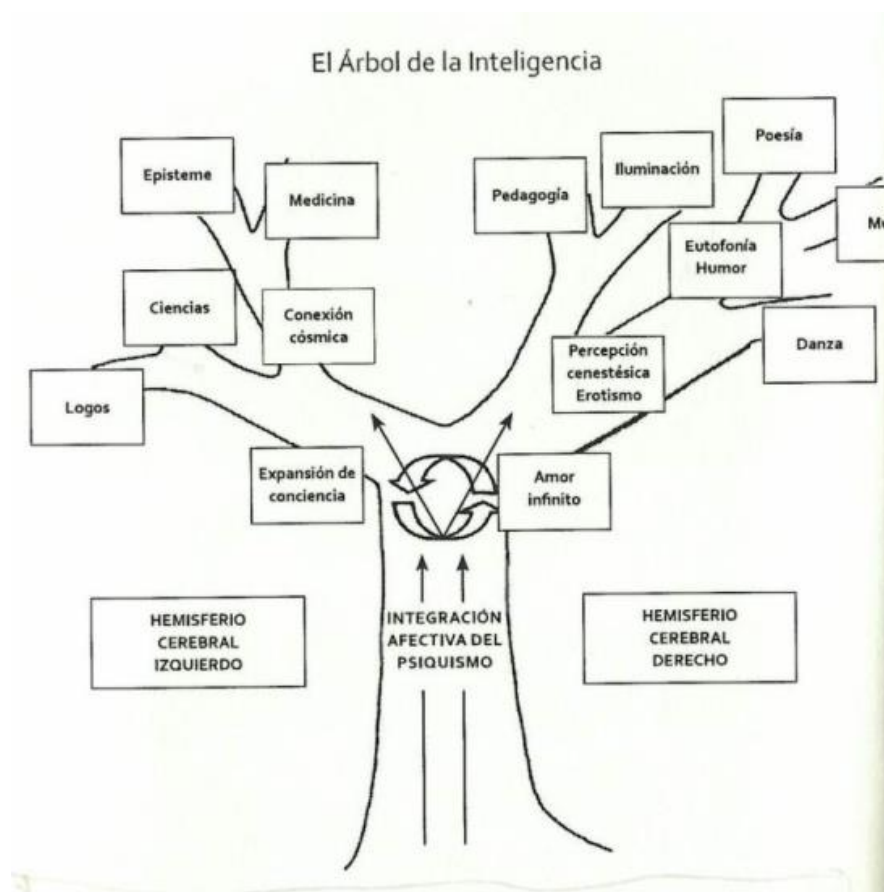 El Árbol de la Inteligencia
Episteme
Medicina
Ciencias
Conexión
cósmica
Logos
Expansión de
conciencia
Pedagogía
Iluminación
Poesía
Eutofonía
Humor
Percepción
cenestésica
Erotismo
Danza
Amor
infinito
HEMISFERIO
CEREBRAL
IZQUIERDO
INTEGRACIÓN
AFECTIVA DEL
PSIQUISMO
HEMISFERIO
CEREBRAL
DERECHO